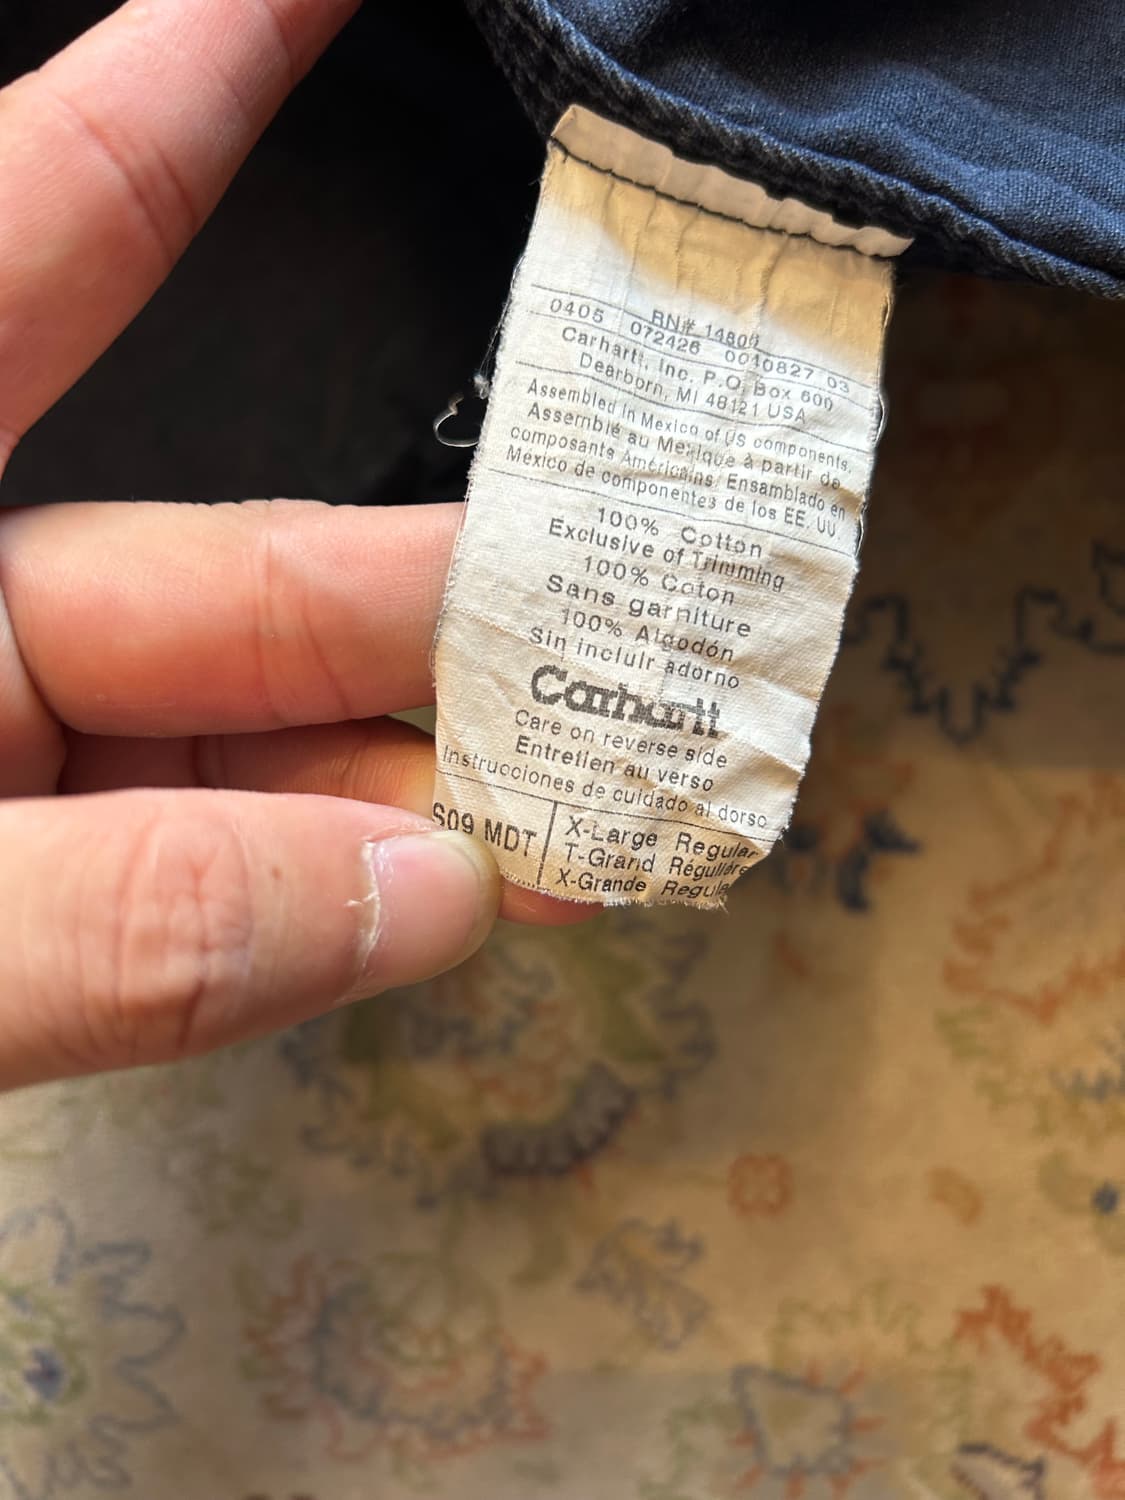 RN# 14806
0405 072426 0010827 03
Carhartt, Inc. P.O. Box 600
Dearborn, MI 48121 USA
Assembled in Mexico of US components.
Assemblé au Mexique à partir de
composants Américains/ Ensamblado en
México de componentes de los EE. UU.
100% Cotton
Exclusive of Trimming
100% Coton
Sans garniture
100% Algodón
Sin incluir adorno
Carhartt
Care on reverse side
Entretien au verso
Instrucciones de cuidado al dorso
S09 MDT
X-Large Regular
T-Grand Régulière
X-Grande Regula